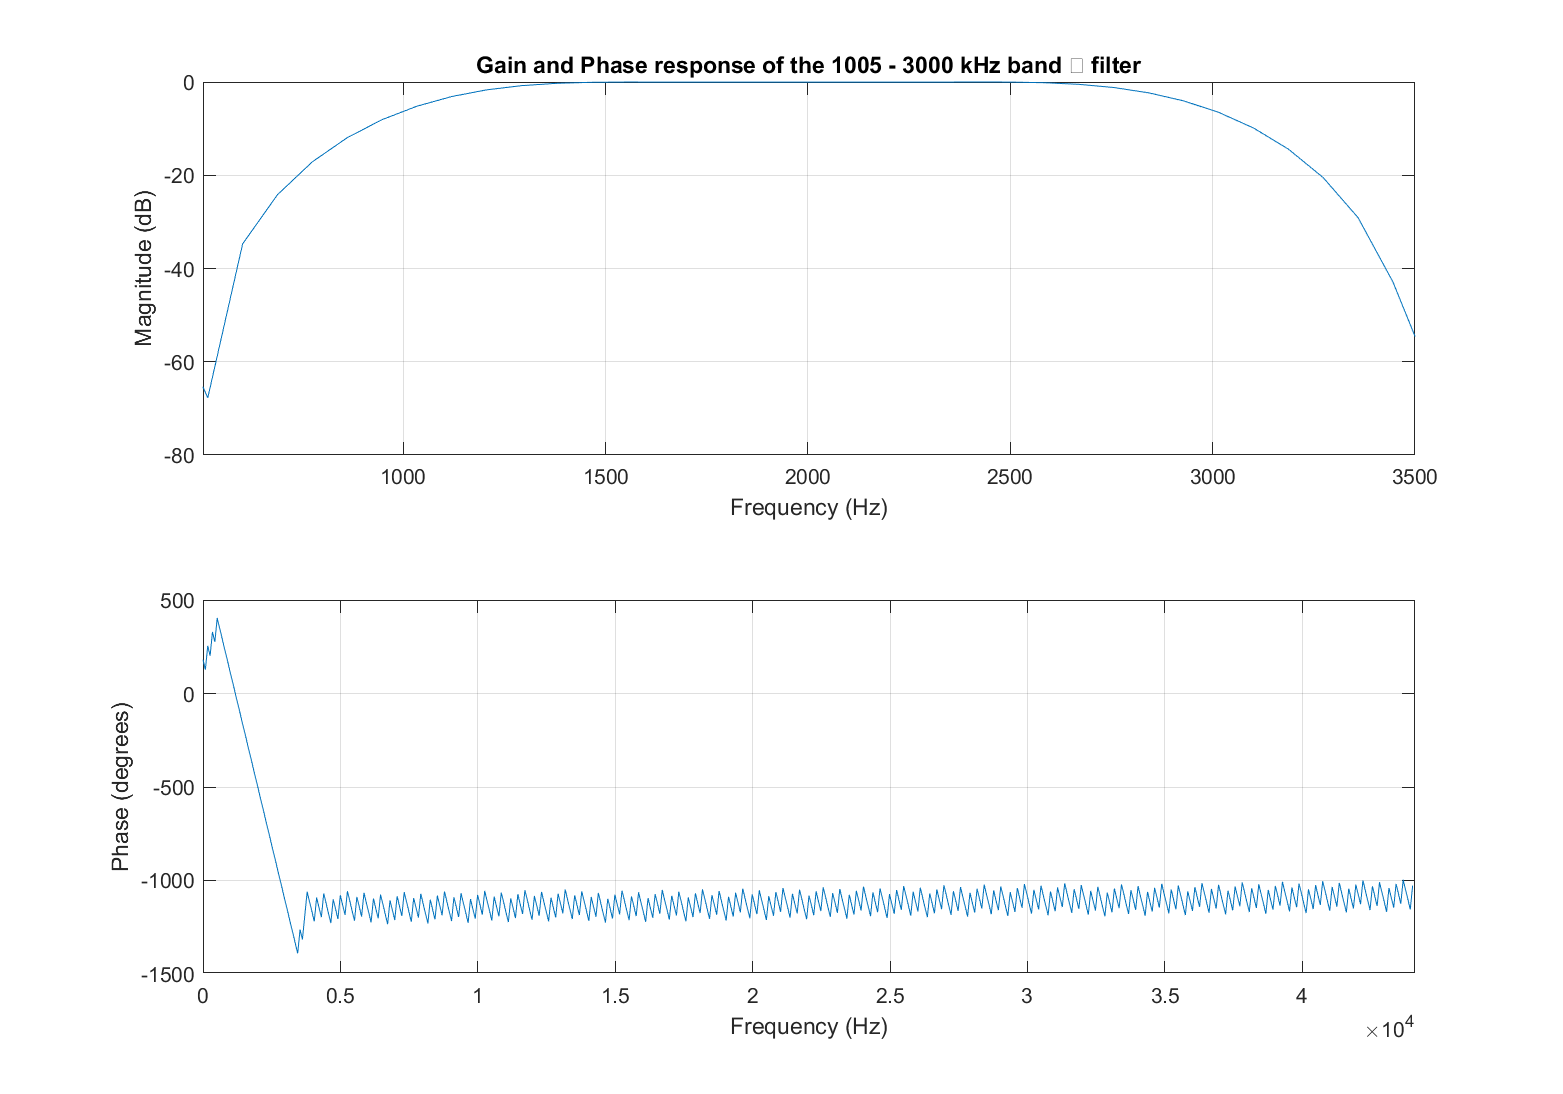 Gain and Phase response of the 1005 - 3000 kHz band □ filter
0
-20
-40
-60
-80
Magnitude (dB)
1000 1500 2000 2500 3000 3500
Frequency (Hz)
500
0
-500
-1000
-1500
Phase (degrees)
0 0.5 1 1.5 2 2.5 3 3.5 4
Frequency (Hz)
×10⁴